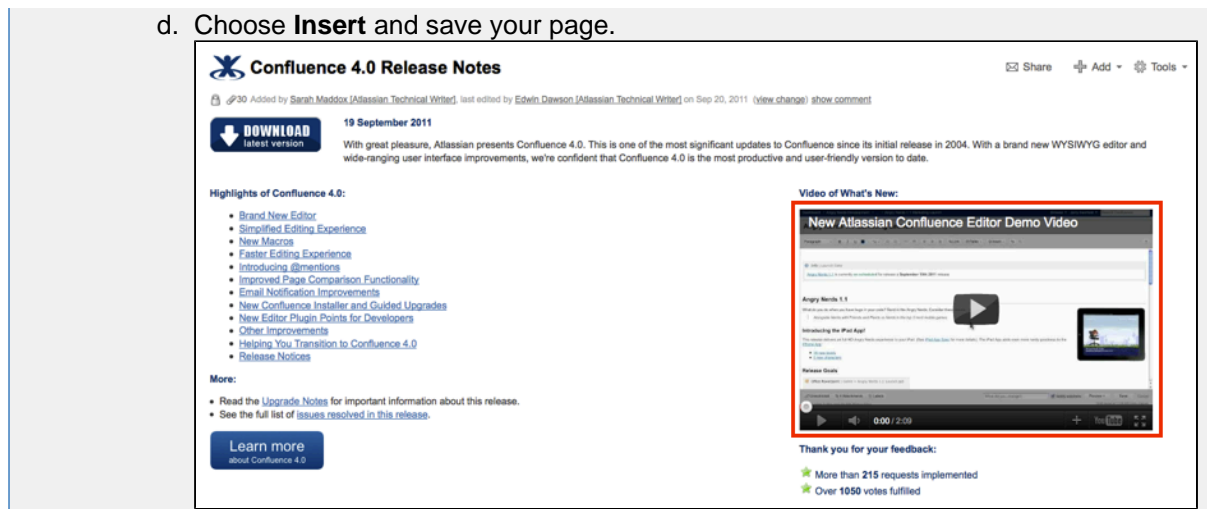 d. Choose Insert and save your page.
Confluence 4.0 Release Notes
Share Add Tools
30 Added by Sarah Maddox [Atlassian Technical Writer], last edited by Edwin Dawson [Atlassian Technical Writer] on Sep 20, 2011 (view change) show comment
DOWNLOAD
latest version
19 September 2011
With great pleasure, Atlassian presents Confluence 4.0. This is one of the most significant updates to Confluence since its initial release in 2004. With a brand new WYSIWYG editor and
wide-ranging user interface improvements, we're confident that Confluence 4.0 is the most productive and user-friendly version to date.
Highlights of Confluence 4.0:
• Brand New Editor
• Simplified Editing Experience
• New Macros
• Faster Editing Experience
• Introducing @mentions
• Improved Page Comparison Functionality
• Email Notification Improvements
• New Confluence Installer and Guided Upgrades
• New Editor Plugin Points for Developers
• Other Improvements
• Helping You Transition to Confluence 4.0
• Release Notices
More:
• Read the Upgrade Notes for important information about this release.
• See the full list of issues resolved in this release.
Learn more
about Confluence 4.0
Video of What's New:
New Atlassian Confluence Editor Demo Video
Angry Nerds 1.1
Introducing the iPad App!
Release Goals
0:00 / 2:09
YouTube
Thank you for your feedback:
More than 215 requests implemented
Over 1050 votes fulfilled